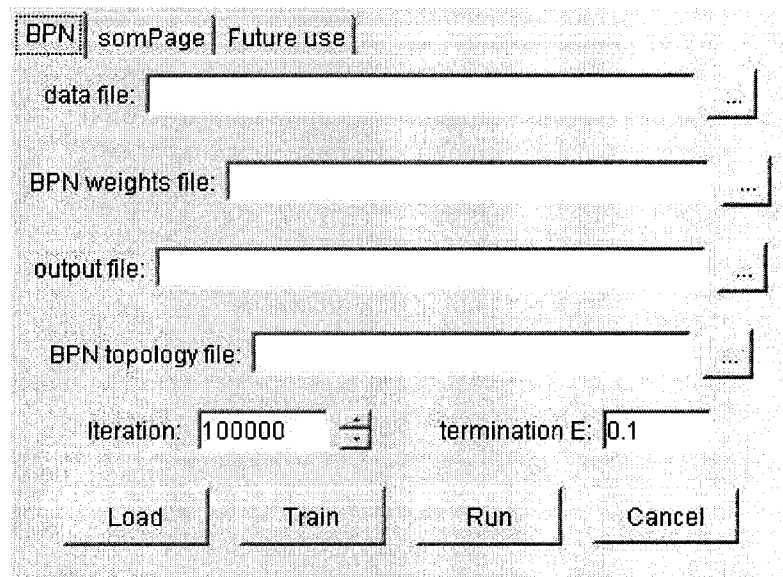 BPN somPage Future use
data file: ...
BPN weights file: ...
output file: ...
BPN topology file: ...
Iteration: 100000 termination E: 0.1
Load Train Run Cancel